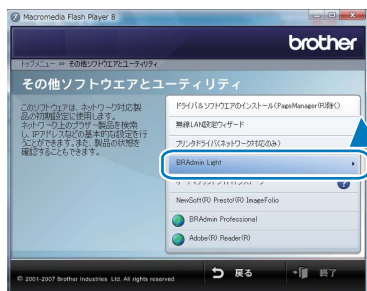 Macromedia Flash Player 8
brother
トップメニュー ⇒ その他ソフトウエアとユーティリティ
その他ソフトウエアとユーティリティ
このソフトウェアは、ネットワーク対応製
品の初期設定に使用します。
ネットワーク上のブラザー製品を検索
し、IPアドレスなどの基本的な設定を行
うことができます。また、製品の状態を
確認することもできます。
ドライバ&ソフトウエアのインストール(PageManager(R)除く)
無線LAN設定ウィザード
プリンタドライバ(ネットワーク対応のみ)
BRAdmin Light
NewSoft(R) Presto!(R) ImageFolio
BRAdmin Professional
Adobe(R) Reader(R)
© 2001-2007 Brother Industries Ltd. All rights reserved
戻る
終了